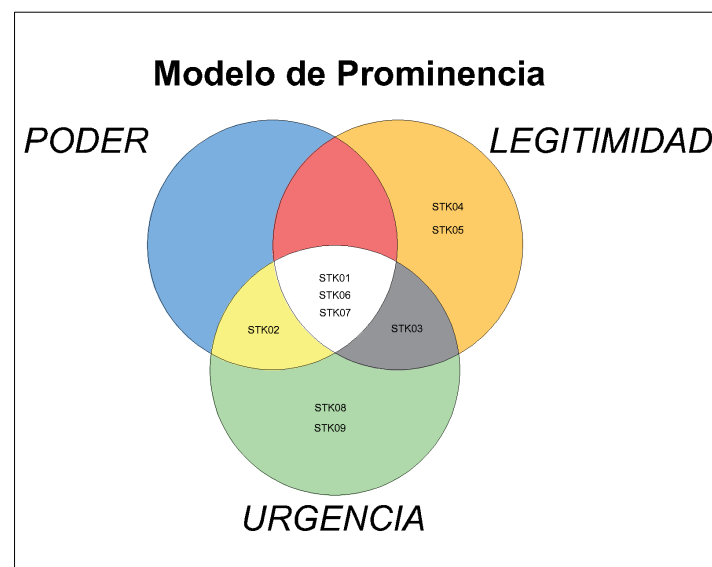 Modelo de Prominencia
PODER
LEGITIMIDAD
STK04
STK05
STK01
STK06
STK07
STK02
STK03
STK08
STK09
URGENCIA